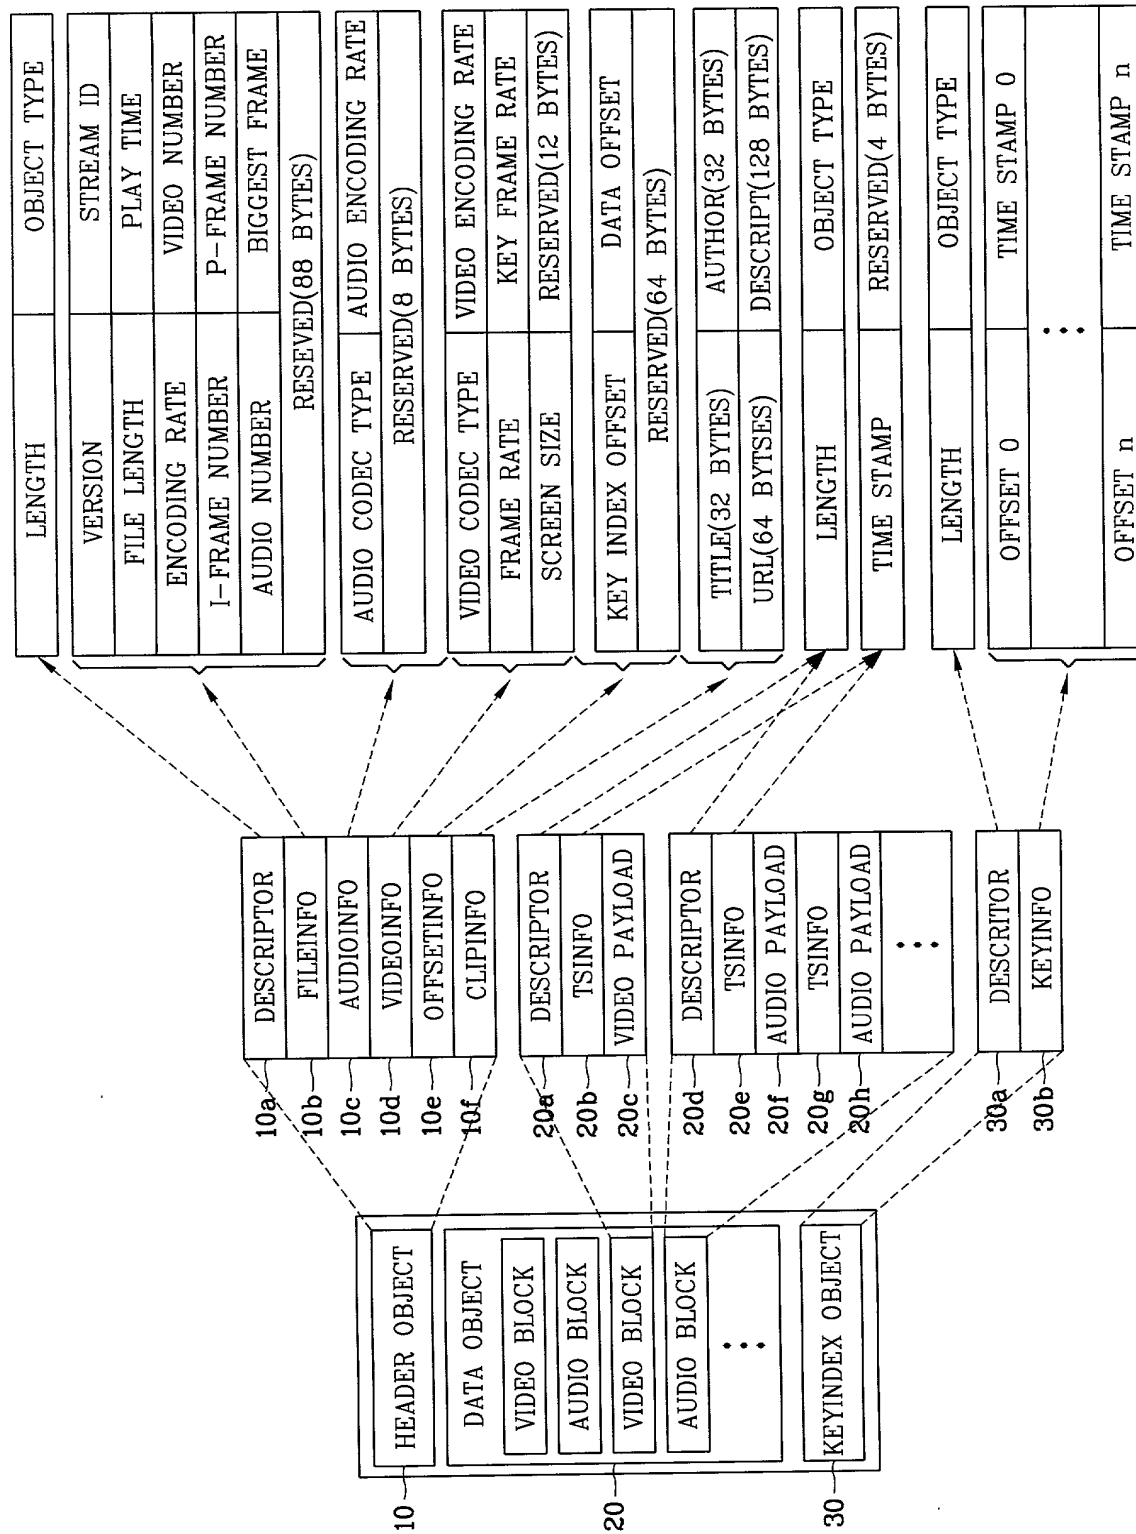 10
HEADER OBJECT
20
DATA OBJECT
VIDEO BLOCK
AUDIO BLOCK
VIDEO BLOCK
AUDIO BLOCK
30
KEYINDEX OBJECT
10a
DESCRIPTOR
10b
FILEINFO
10c
AUDIOINFO
10d
VIDEOINFO
10e
OFFSETINFO
10f
CLIPINFO
20a
DESCRIPTOR
20b
TSINFO
20c
VIDEO PAYLOAD
20d
DESCRIPTOR
20e
TSINFO
20f
AUDIO PAYLOAD
20g
TSINFO
20h
AUDIO PAYLOAD
30a
DESCRITOR
30b
KEYINFO
LENGTH OBJECT TYPE
VERSION STREAM ID
FILE LENGTH PLAY TIME
ENCODING RATE VIDEO NUMBER
I-FRAME NUMBER P-FRAME NUMBER
AUDIO NUMBER BIGGEST FRAME
RESEVED(88 BYTES)
AUDIO CODEC TYPE AUDIO ENCODING RATE
RESERVED(8 BYTES)
VIDEO CODEC TYPE VIDEO ENCODING RATE
FRAME RATE KEY FRAME RATE
SCREEN SIZE RESERVED(12 BYTES)
KEY INDEX OFFSET DATA OFFSET
RESERVED(64 BYTES)
TITLE(32 BYTES) AUTHOR(32 BYTES)
URL(64 BYTSES) DESCRIPT(128 BYTES)
LENGTH OBJECT TYPE
TIME STAMP RESERVED(4 BYTES)
LENGTH OBJECT TYPE
OFFSET 0 TIME STAMP 0
OFFSET n TIME STAMP n